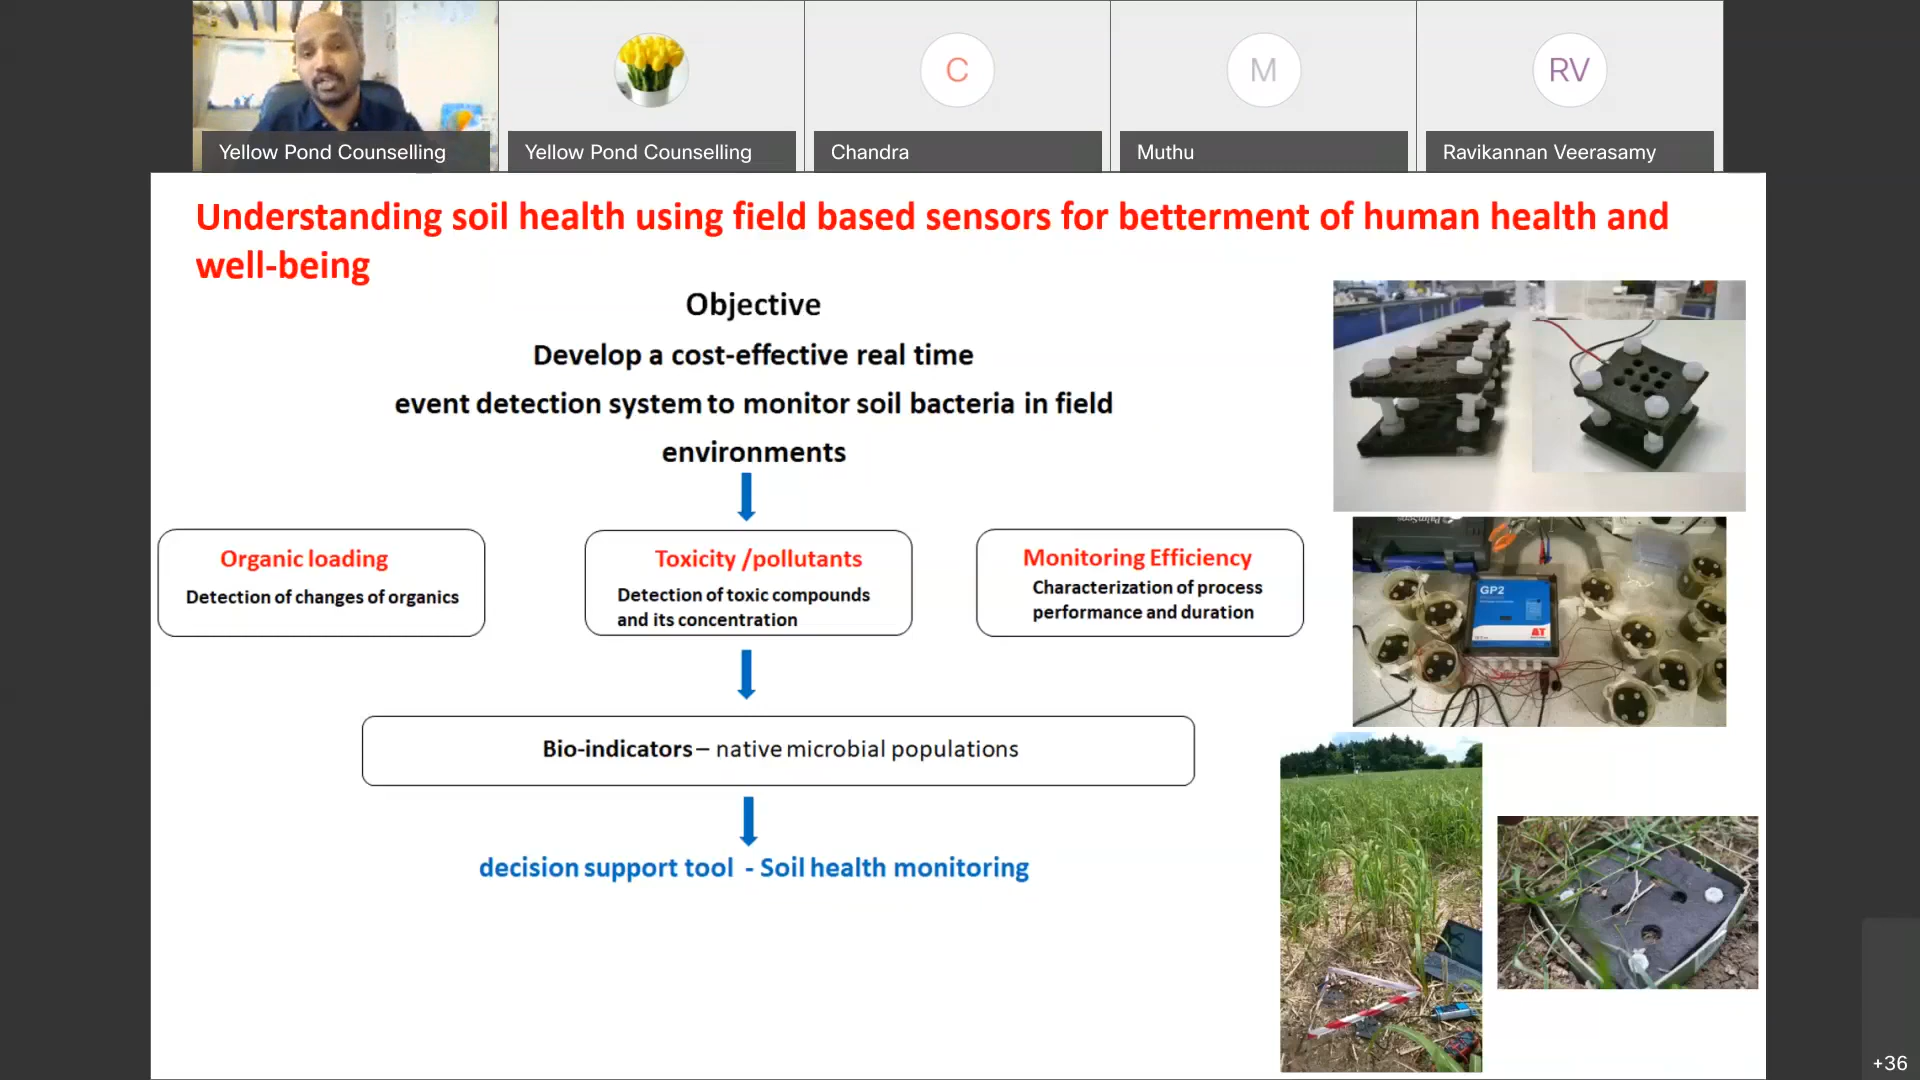 Yellow Pond Counselling
Yellow Pond Counselling
C
Chandra
M
Muthu
RV
Ravikannan Veerasamy
Understanding soil health using field based sensors for betterment of human health and
well-being
Objective
Develop a cost-effective real time
event detection system to monitor soil bacteria in field
environments
Organic loading
Detection of changes of organics
Toxicity /pollutants
Detection of toxic compounds
and its concentration
Monitoring Efficiency
Characterization of process
performance and duration
Bio-indicators – native microbial populations
decision support tool - Soil health monitoring
GP2
AT
+36